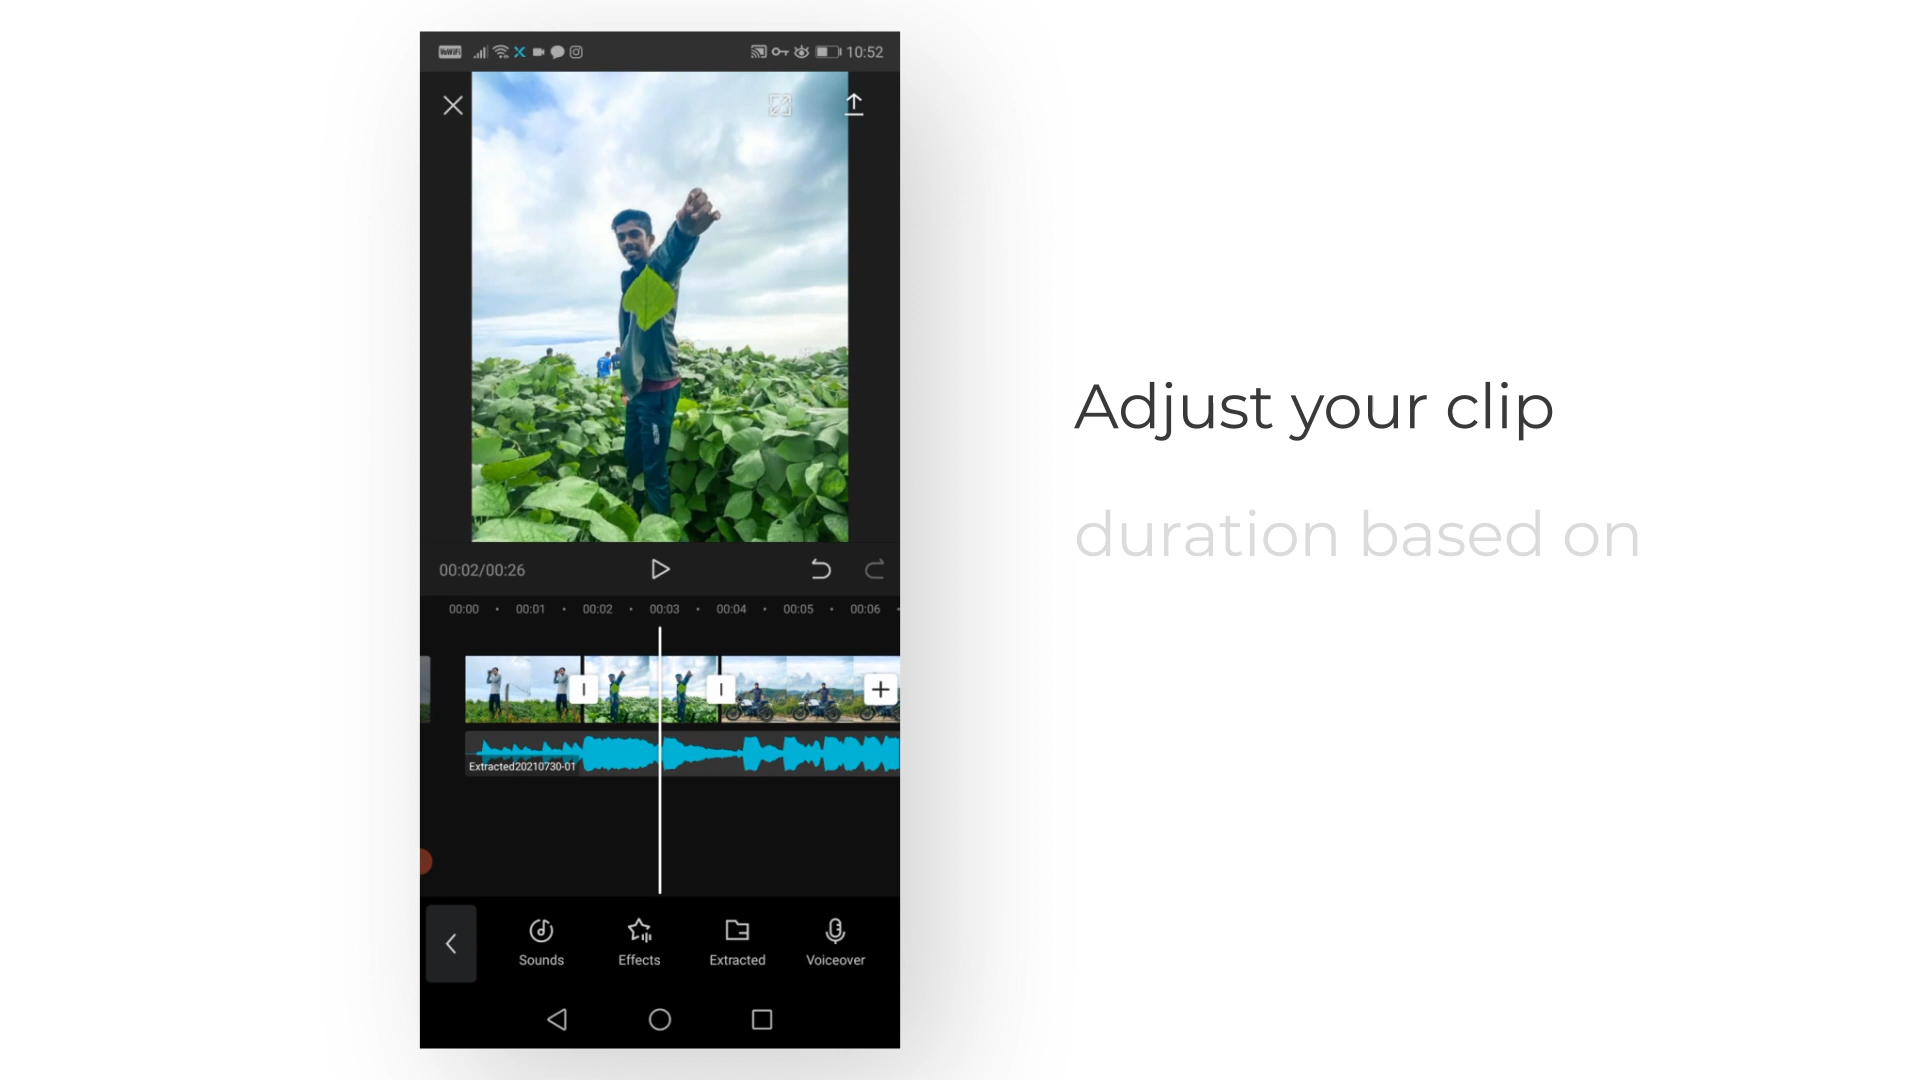 VoWiFi
10:52
00:02/00:26
00:00 00:01 00:02 00:03 00:04 00:05 00:06
Extracted20210730-01
Sounds Effects Extracted Voiceover
Adjust your clip
duration based on